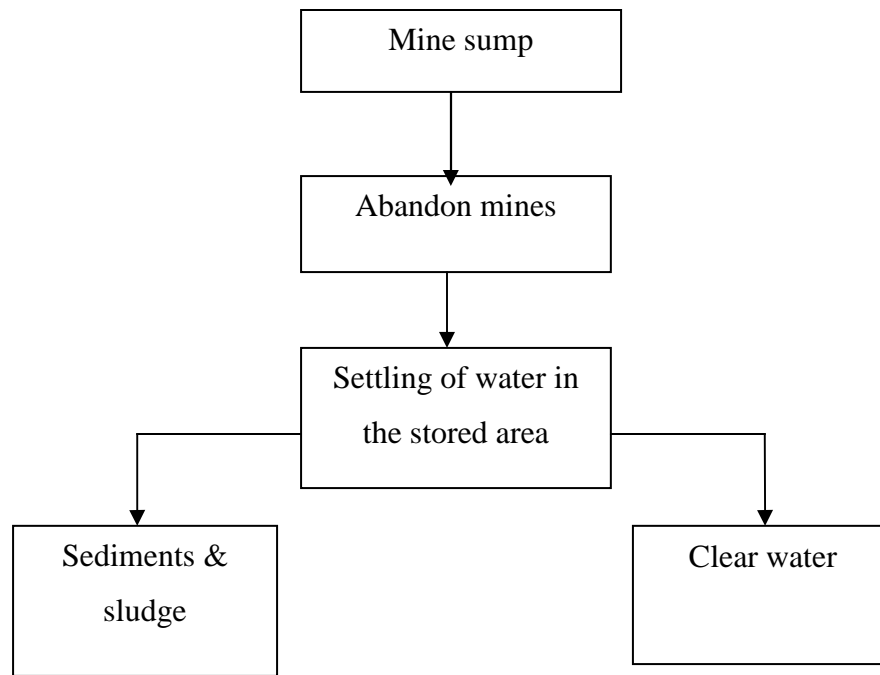 Mine sump
Abandon mines
Settling of water in
the stored area
Sediments &
sludge
Clear water